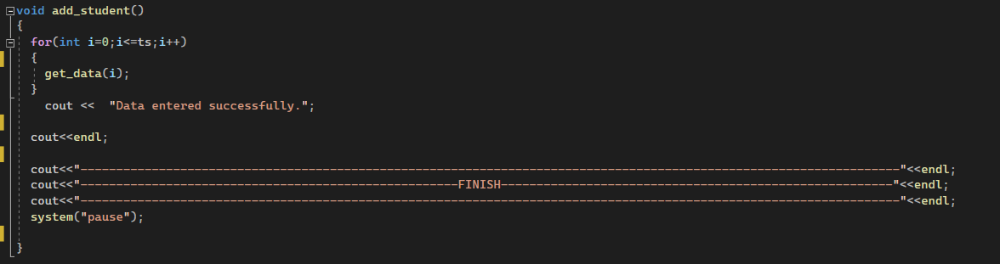 void add_student()
{
for(int i=0;i<=ts;i++)
{
get_data(i);
}
cout << "Data entered successfully.";
cout<<endl;
cout<<"-------------------------------------------------------------------------------------------------------------------"<<endl;
cout<<"-----------------------------------------------------FINISH-------------------------------------------------------"<<endl;
cout<<"-------------------------------------------------------------------------------------------------------------------"<<endl;
system("pause");
}